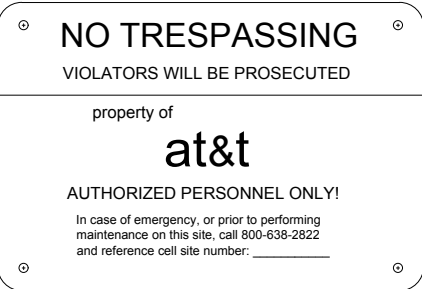 NO TRESPASSING
VIOLATORS WILL BE PROSECUTED
property of
at&t
AUTHORIZED PERSONNEL ONLY!
In case of emergency, or prior to performing
maintenance on this site, call 800-638-2822
and reference cell site number: __________